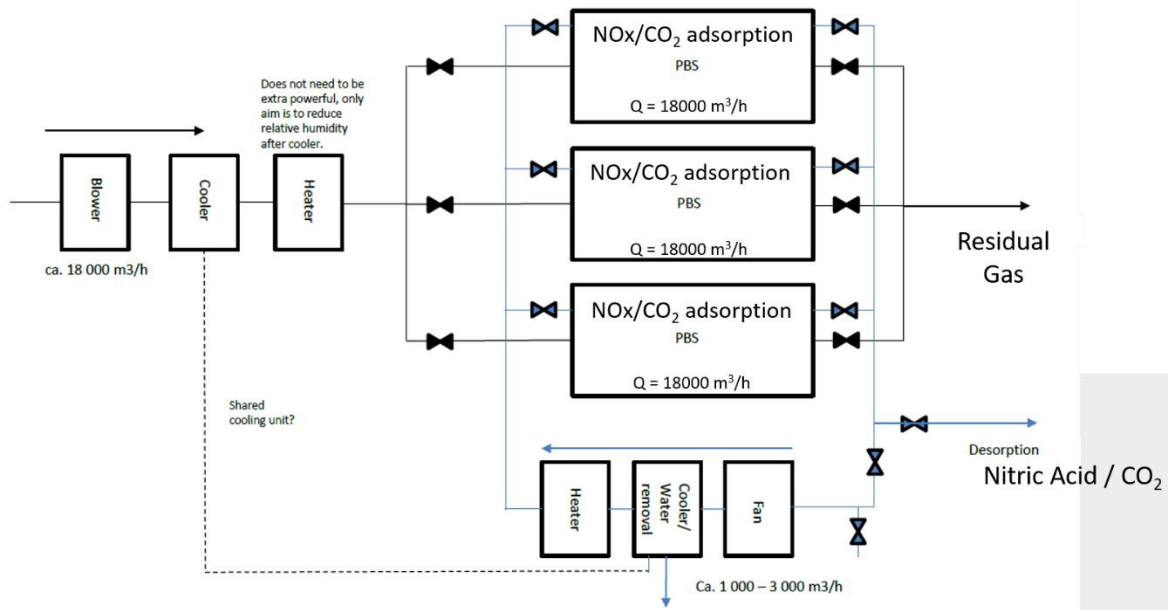 NOx/CO₂ adsorption
PBS
Q = 18000 m³/h
Does not need to be
extra powerful, only
aim is to reduce
relative humidity
after cooler.
Blower
Cooler
Heater
ca. 18 000 m3/h
NOx/CO₂ adsorption
PBS
Q = 18000 m³/h
Residual
Gas
NOx/CO₂ adsorption
PBS
Q = 18000 m³/h
Shared
cooling unit?
Desorption
Nitric Acid / CO₂
Heater
Cooler/
Water
removal
Fan
Ca. 1 000 – 3 000 m3/h